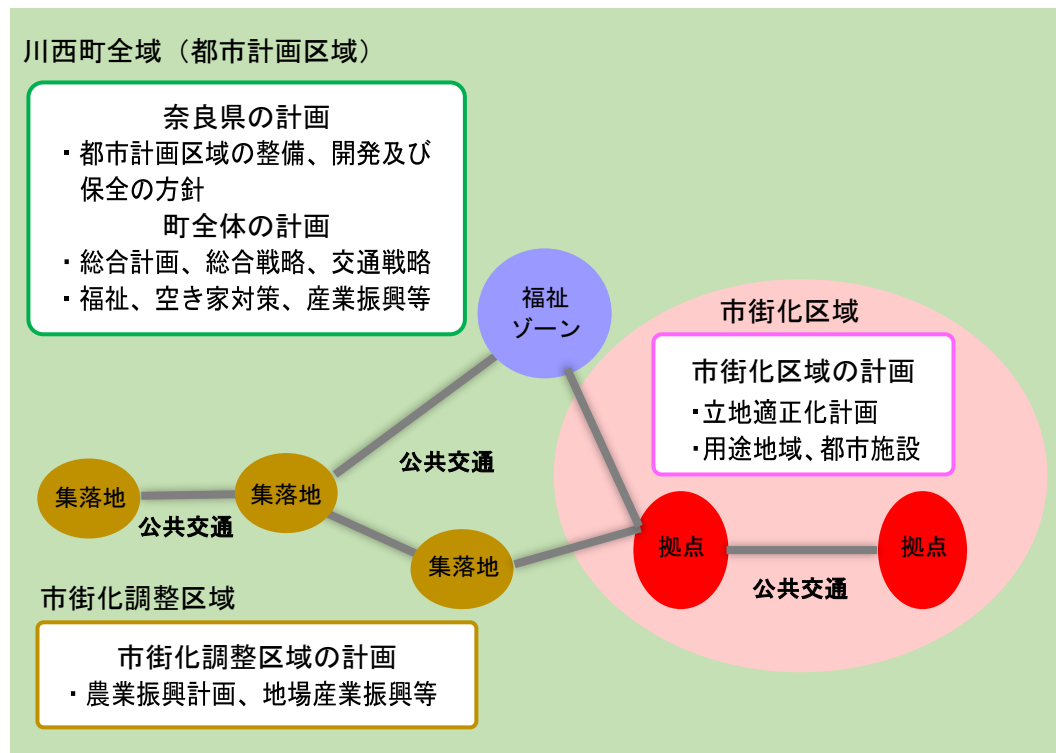 川西町全域（都市計画区域）
奈良県の計画
・都市計画区域の整備、開発及び
保全の方針
町全体の計画
・総合計画、総合戦略、交通戦略
・福祉、空き家対策、産業振興等
福祉
ゾーン
市街化区域
市街化区域の計画
・立地適正化計画
・用途地域、都市施設
公共交通
集落地
集落地
公共交通
集落地
拠点
拠点
公共交通
市街化調整区域
市街化調整区域の計画
・農業振興計画、地場産業振興等